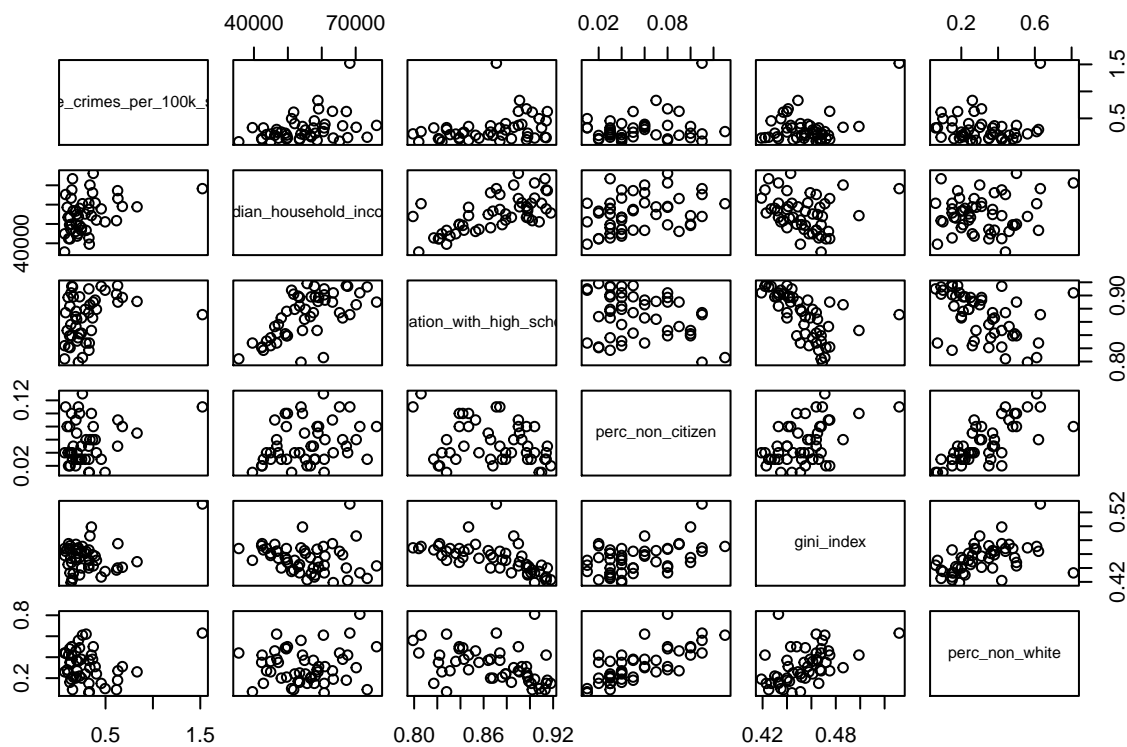 40000 70000 0.02 0.08 0.2 0.6
e_crimes_per_100k_s
0.5 1.5
40000
dian_household_inco
ation_with_high_scho
0.80 0.90
0.02 0.12
perc_non_citizen
gini_index
0.42 0.52
0.2 0.8
perc_non_white
0.5 1.5 0.80 0.86 0.92 0.42 0.48